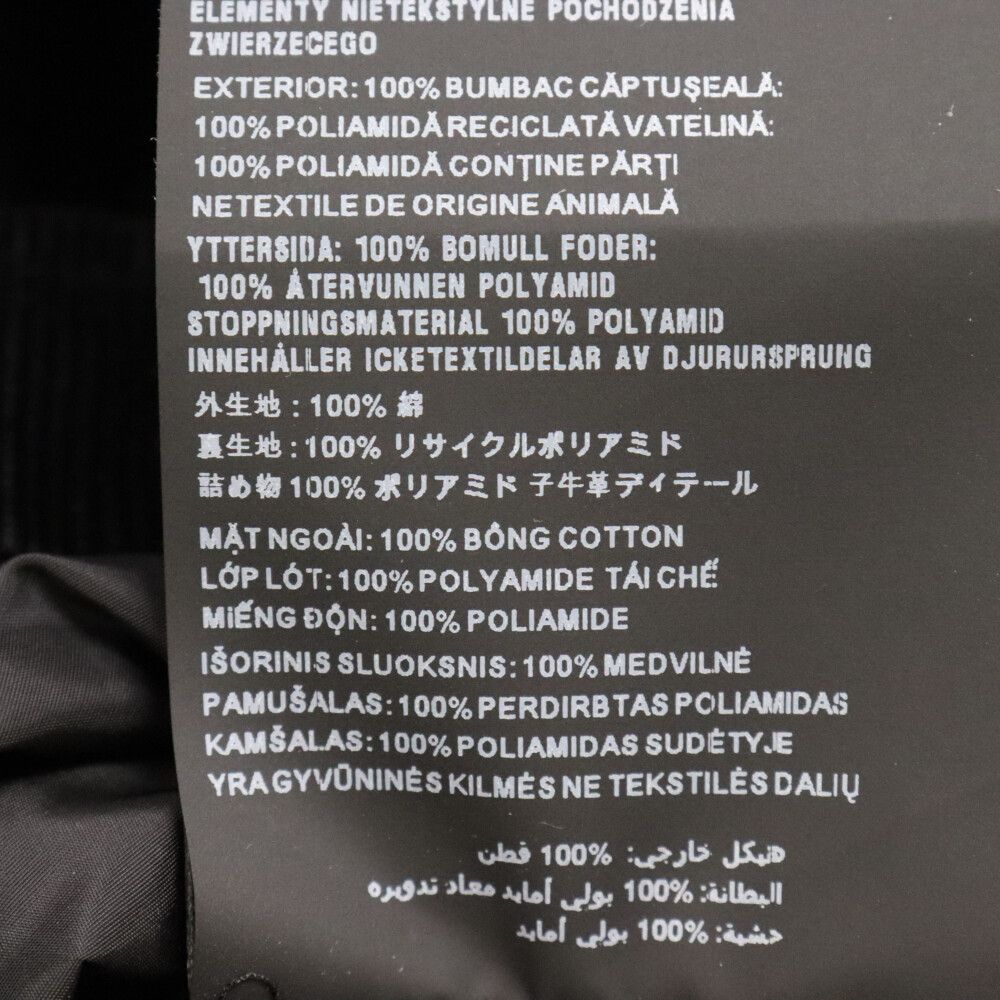 ELEMENTY NIETEKSTYLNE POCHODZENIA
ZWIERZECEGO
EXTERIOR: 100% BUMBAC CĂPTUȘEALĂ:
100% POLIAMIDĂ RECICLATĂ VATELINĂ:
100% POLIAMIDĂ CONȚINE PĂRȚI
NETEXTILE DE ORIGINE ANIMALĂ
YTTERSIDA: 100% BOMULL FODER:
100% ÅTERVUNNEN POLYAMID
STOPPNINGSMATERIAL 100% POLYAMID
INNEHÅLLER ICKETEXTILDELAR AV DJURURSPRUNG
外生地 : 100% 綿
裏生地 : 100% リサイクルポリアミド
詰め物 100% ポリアミド 子牛革ディテール
MẶT NGOÀI: 100% BÔNG COTTON
LỚP LÓT: 100% POLYAMIDE TÁI CHẾ
MIẾNG ĐỘN: 100% POLIAMIDE
IŠORINIS SLUOKSNIS: 100% MEDVILNĖ
PAMUŠALAS: 100% PERDIRBTAS POLIAMIDAS
KAMŠALAS: 100% POLIAMIDAS SUDĖTYJE
YRA GYVŪNINĖS KILMĖS NE TEKSTILĖS DALIŲ
هيكل خارجي: %100 قطن
البطانة: %100 بولي أمايد معاد تدويره
حشية: %100 بولي أمايد